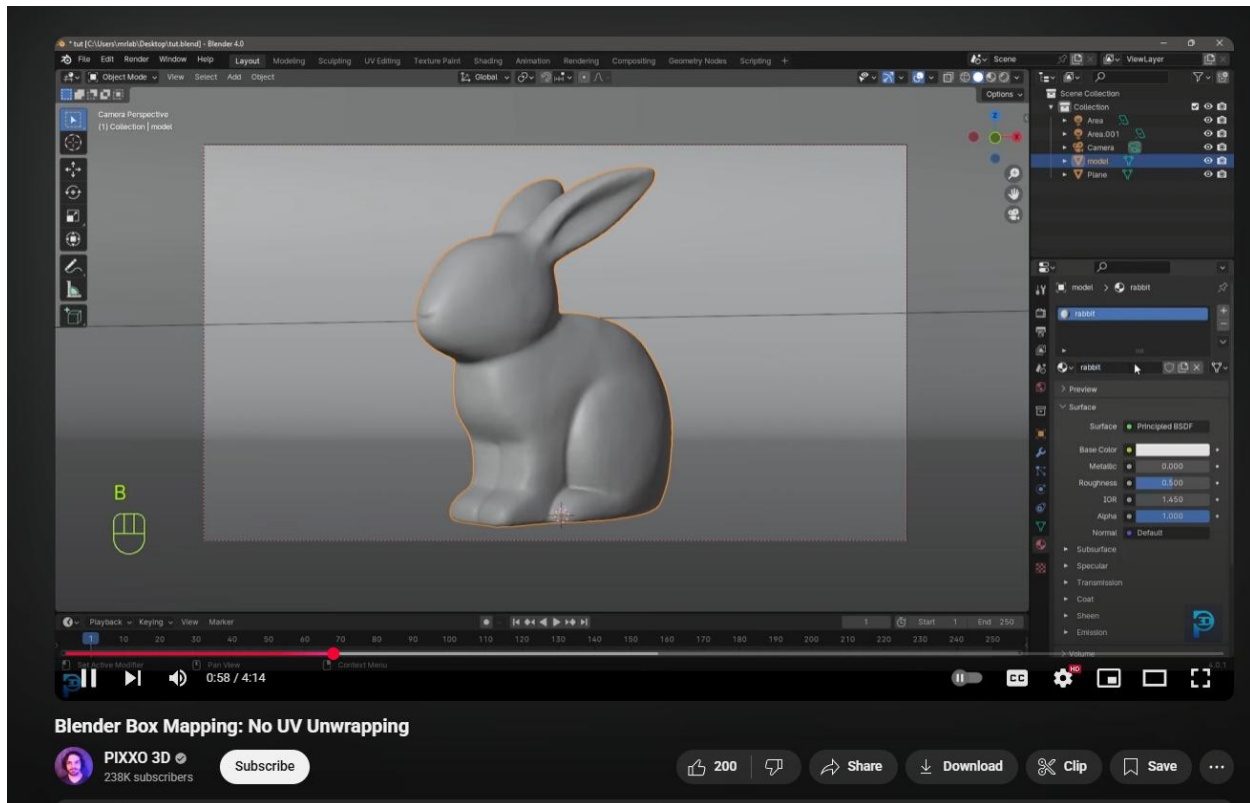 * tut [C:\Users\mrlab\Desktop\tut.blend] - Blender 4.0
File Edit Render Window Help Layout Modeling Sculpting UV Editing Texture Paint Shading Animation Rendering Compositing Geometry Nodes Scripting + Scene ViewLayer
Object Mode View Select Add Object Global
Options
Camera Perspective
(1) Collection | model
Z
X
Scene Collection
Collection
Area
Area.001
Camera
model
Plane
model > rabbit
rabbit
rabbit
Preview
Surface
Surface Principled BSDF
Base Color
Metallic 0.000
Roughness 0.500
IOR 1.450
Alpha 1.000
Normal Default
Subsurface
Specular
Transmission
Coat
Sheen
Emission
Volume
B
Playback Keying View Marker 1 Start 1 End 250
1 10 20 30 40 50 60 70 80 90 100 110 120 130 140 150 160 170 180 190 200 210 220 230 240 250
Set Active Modifier Pan View Context Menu 4.0.1
0:58 / 4:14 CC HD
Blender Box Mapping: No UV Unwrapping
PIXXO 3D
238K subscribers
Subscribe
200 Share Download Clip Save ...